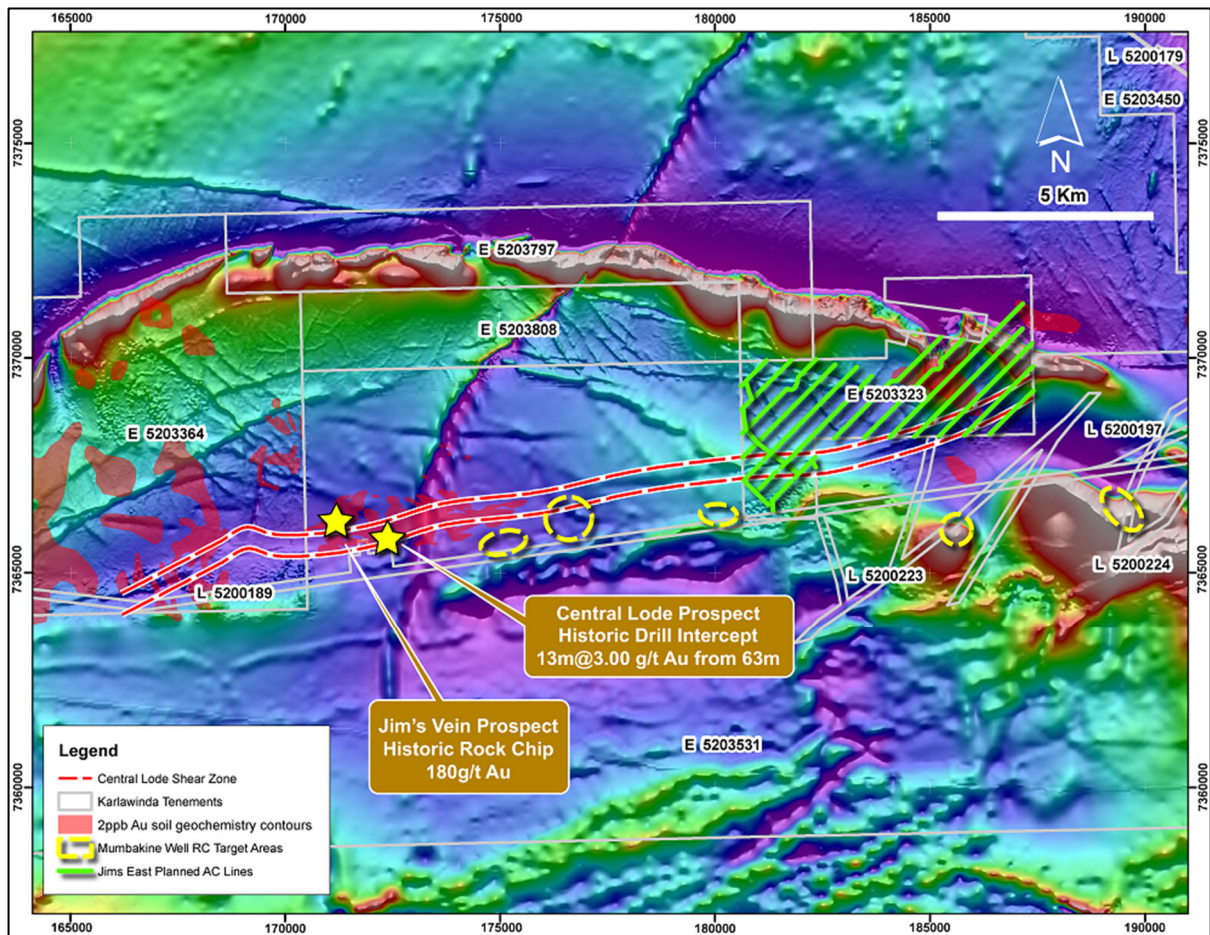 165000
170000
175000
180000
185000
190000
L 5200179
E 5203450
7375000
7375000
N
5 Km
E 5203797
E 5203808
7370000
7370000
E 5203323
E 5203364
L 5200197
7365000
7365000
L 5200189
L 5200223
L 5200224
Central Lode Prospect
Historic Drill Intercept
13m@3.00 g/t Au from 63m
Jim's Vein Prospect
Historic Rock Chip
180g/t Au
E 5203531
7360000
7360000
Legend
Central Lode Shear Zone
Karlawinda Tenements
2ppb Au soil geochemistry contours
Mumbakine Well RC Target Areas
Jims East Planned AC Lines
165000
170000
175000
180000
185000
190000